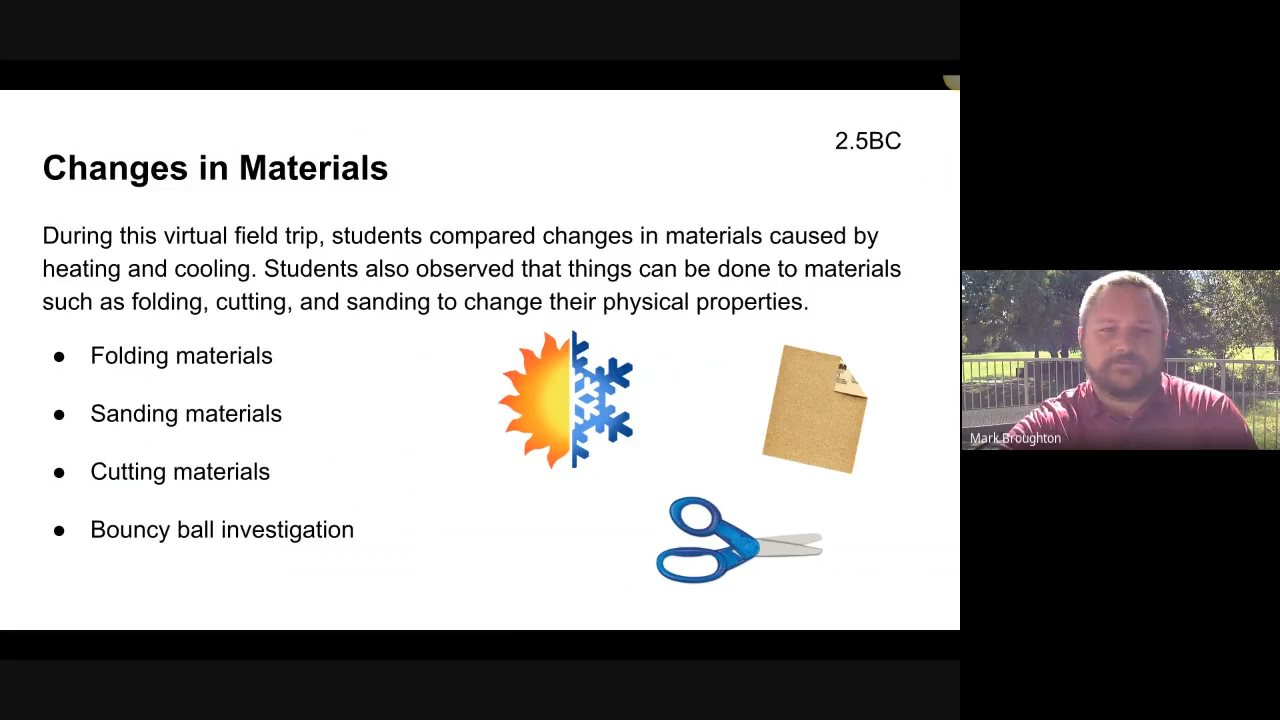 2.5BC
Changes in Materials
During this virtual field trip, students compared changes in materials caused by
heating and cooling. Students also observed that things can be done to materials
such as folding, cutting, and sanding to change their physical properties.
● Folding materials
● Sanding materials
● Cutting materials
● Bouncy ball investigation
Mark Broughton